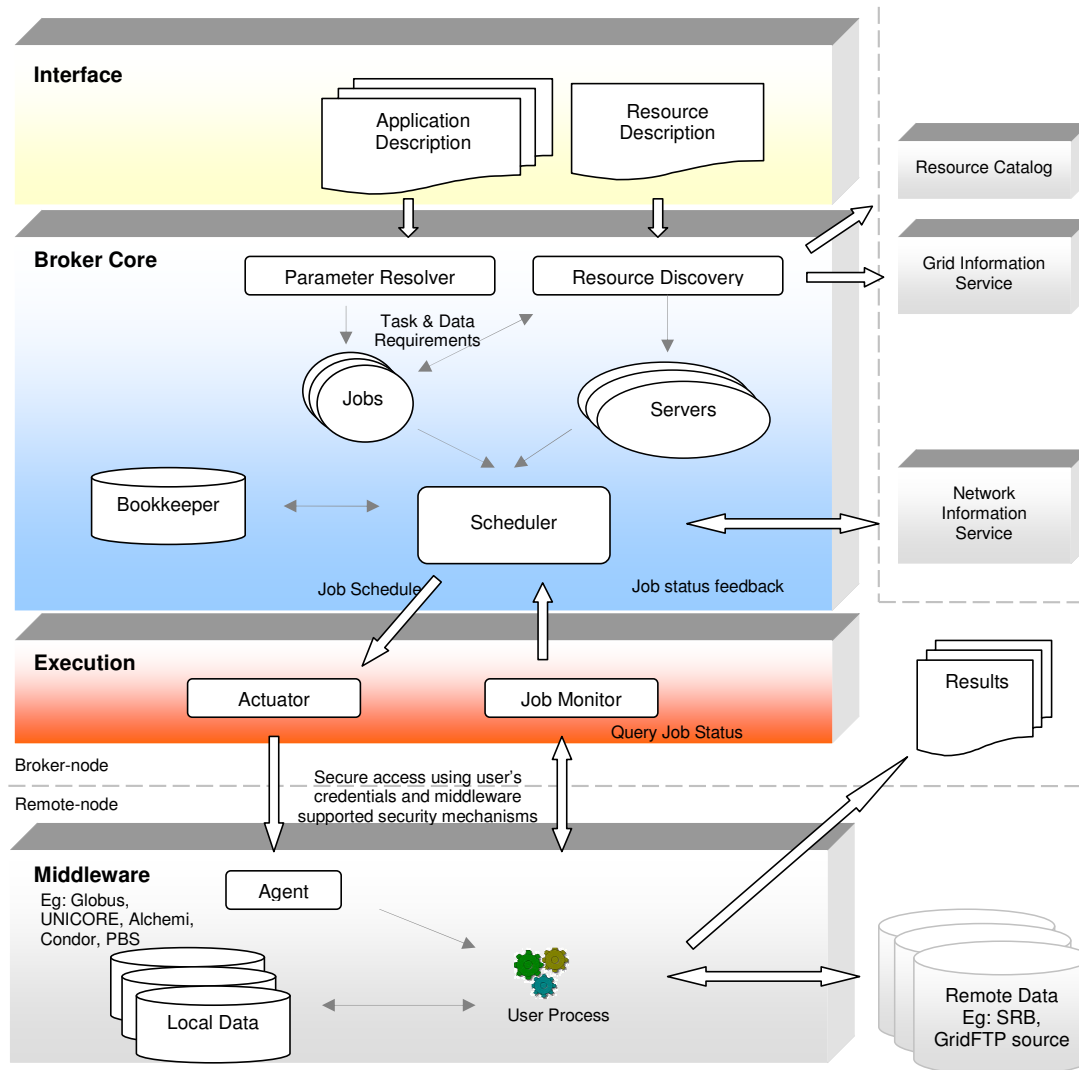 Interface
Application
Description
Resource
Description
Resource Catalog
Broker Core
Parameter Resolver
Resource Discovery
Grid Information
Service
Task & Data
Requirements
Jobs
Servers
Bookkeeper
Scheduler
Network
Information
Service
Job Schedule
Job status feedback
Execution
Actuator
Job Monitor
Results
Query Job Status
Broker-node
Remote-node
Secure access using user's
credentials and middleware
supported security mechanisms
Middleware
Eg: Globus,
UNICORE, Alchemi,
Condor, PBS
Agent
Local Data
User Process
Remote Data
Eg: SRB,
GridFTP source